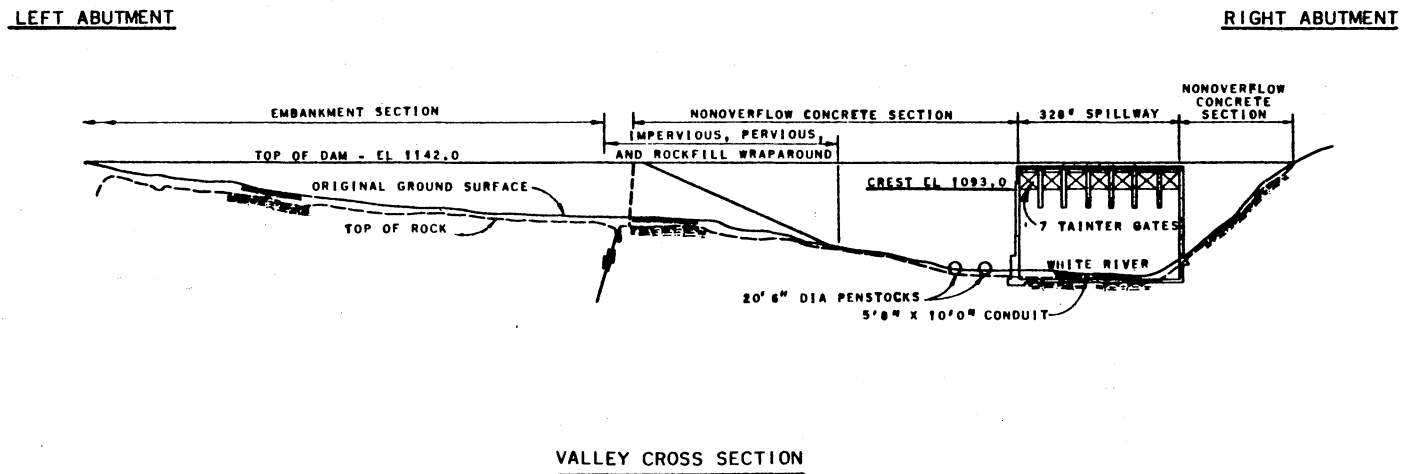 LEFT ABUTMENT
RIGHT ABUTMENT
EMBANKMENT SECTION
NONOVERFLOW CONCRETE SECTION
328' SPILLWAY
NONOVERFLOW
CONCRETE
SECTION
IMPERVIOUS, PERVIOUS,
AND ROCKFILL WRAPAROUND
TOP OF DAM - EL 1142.0
ORIGINAL GROUND SURFACE
TOP OF ROCK
CREST EL 1093.0
7 TAINTER GATES
WHITE RIVER
20' 6" DIA PENSTOCKS
5'8" X 10'0" CONDUIT
VALLEY CROSS SECTION